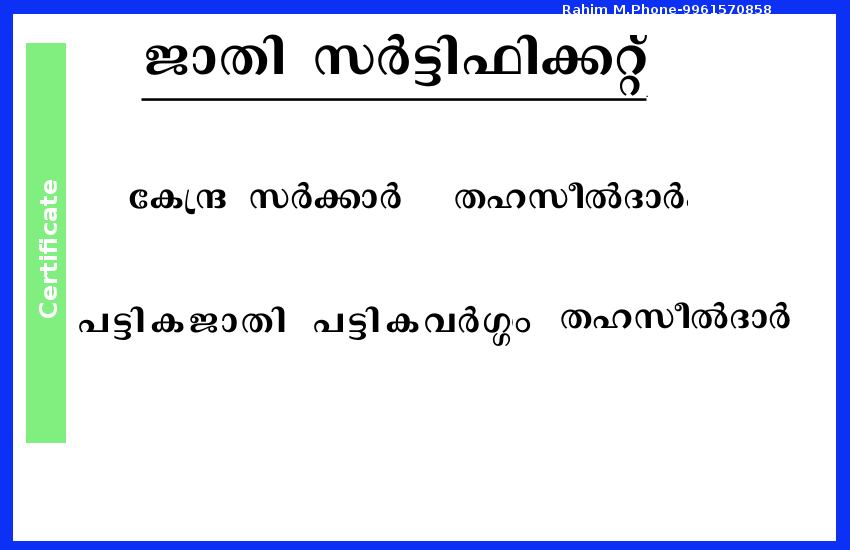 Rahim M.Phone-9961570858
ജാതി സർട്ടിഫിക്കറ്റ്
Certificate
കേന്ദ്ര സർക്കാർ തഹസീൽദാർ
പട്ടികജാതി പട്ടികവർഗ്ഗം തഹസീൽദാർ